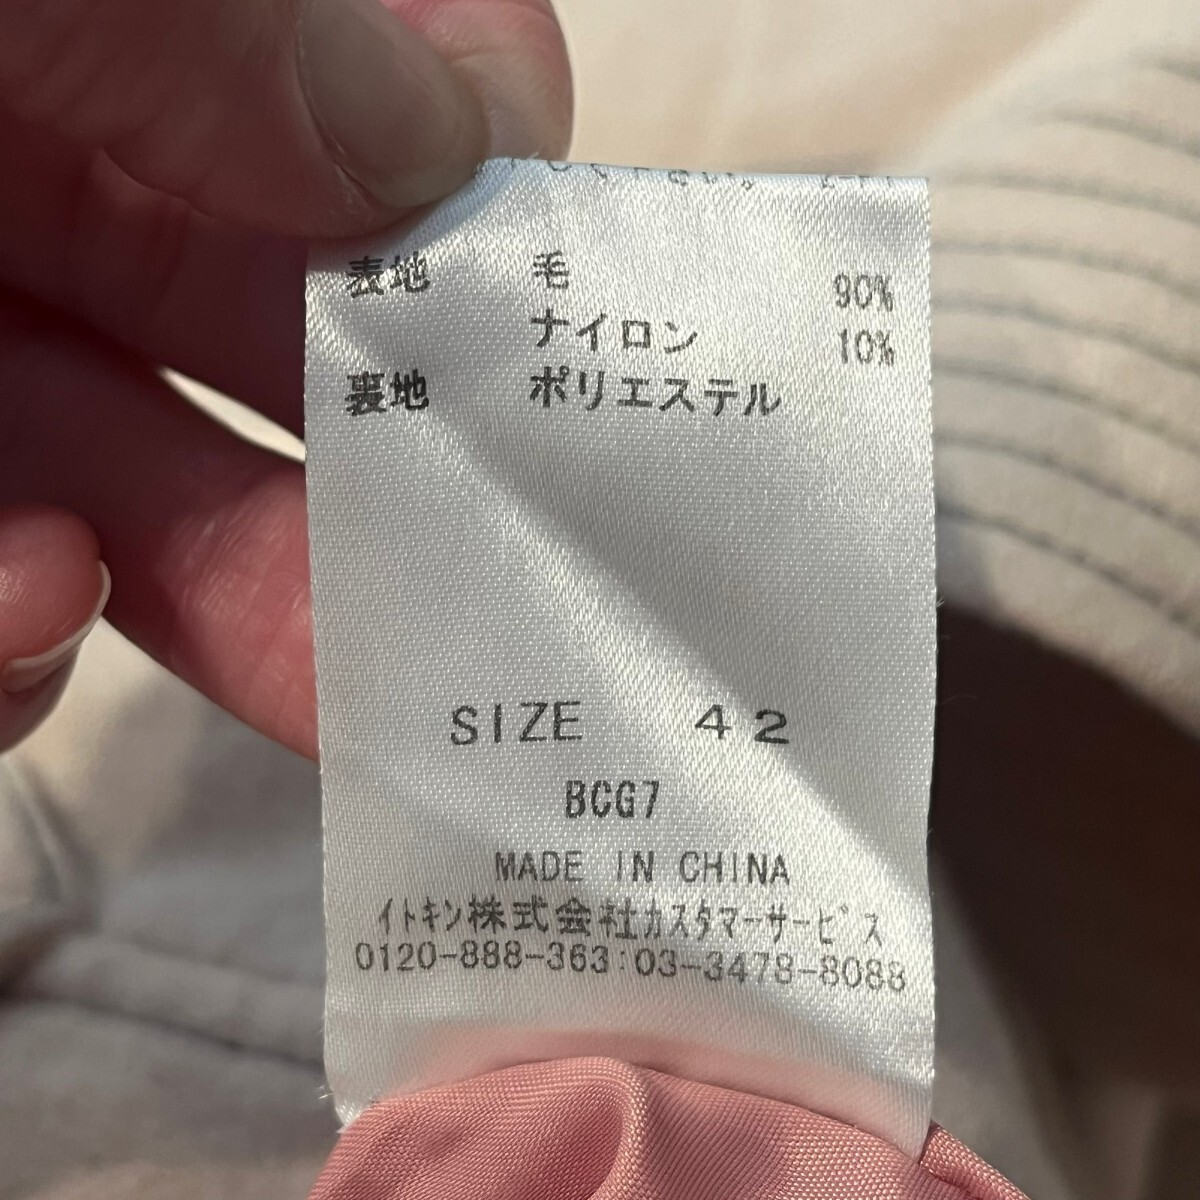 表地 毛 90%
ナイロン 10%
裏地 ポリエステル
SIZE 42
BCG7
MADE IN CHINA
イトキン株式会社カスタマーサービス
0120-888-363:03-3478-8088